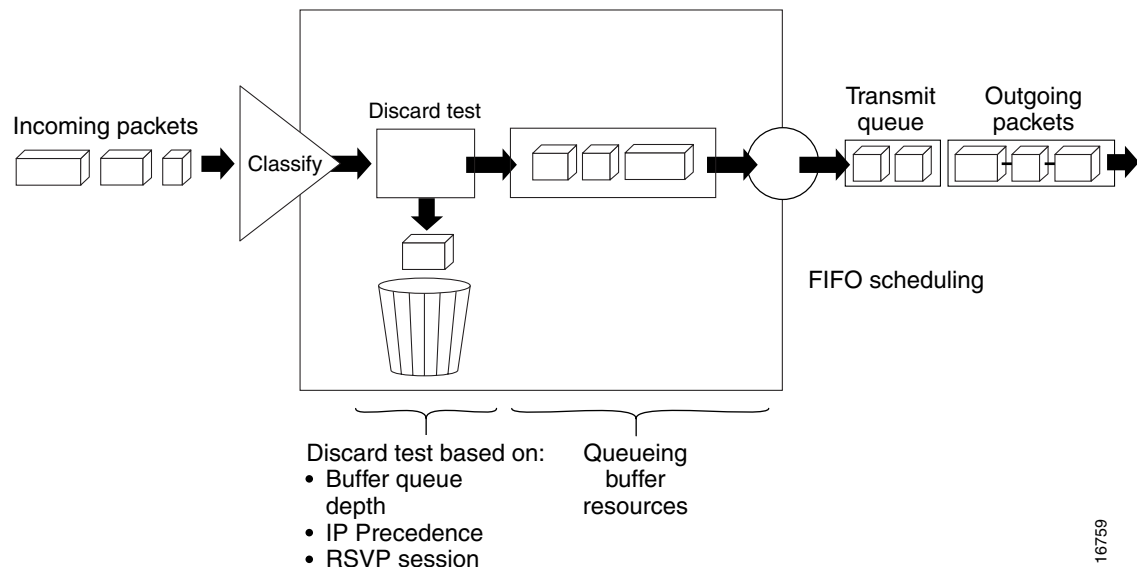 Incoming packets
Classify
Discard test
Transmit
queue
Outgoing
packets
FIFO scheduling
Discard test based on:
• Buffer queue
depth
• IP Precedence
• RSVP session
Queueing
buffer
resources
16759